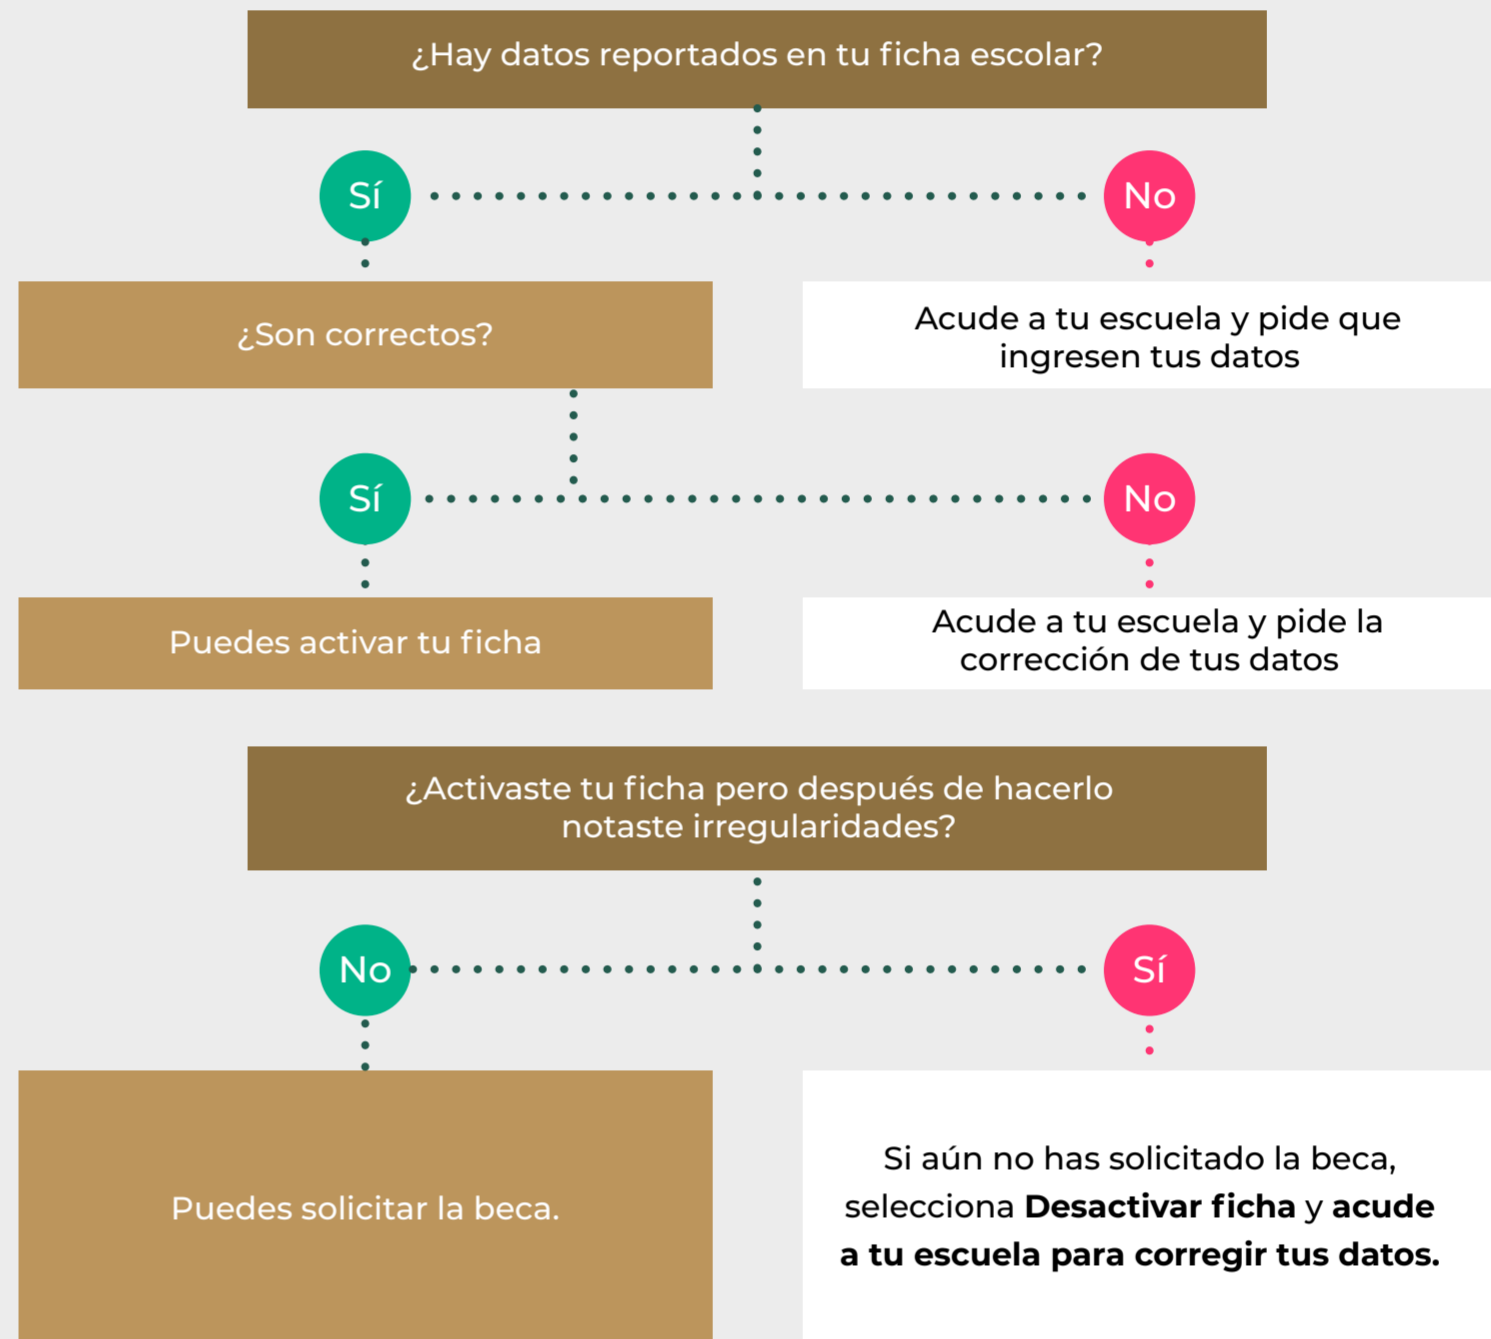 ¿Hay datos reportados en tu ficha escolar?
Sí
No
¿Son correctos?
Acude a tu escuela y pide que
ingresen tus datos
Sí
No
Puedes activar tu ficha
Acude a tu escuela y pide la
corrección de tus datos
¿Activaste tu ficha pero después de hacerlo
notaste irregularidades?
No
Sí
Puedes solicitar la beca.
Si aún no has solicitado la beca,
selecciona Desactivar ficha y acude
a tu escuela para corregir tus datos.